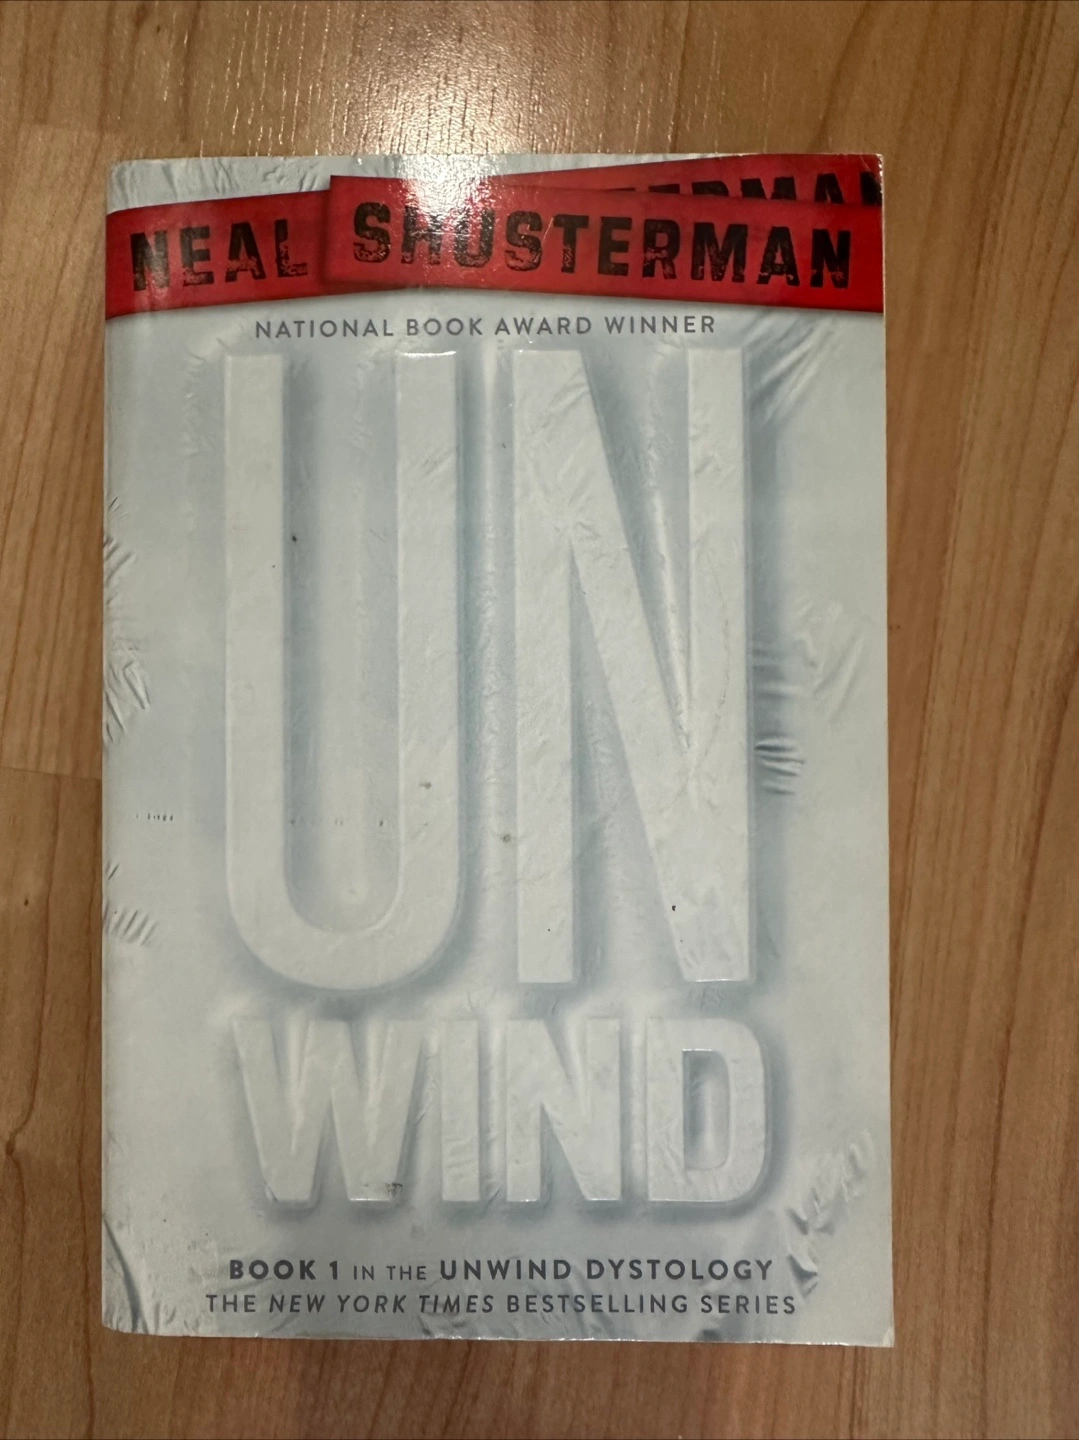 NEAL SHUSTERMAN
NATIONAL BOOK AWARD WINNER
UN
WIND
BOOK 1 IN THE UNWIND DYSTOLOGY
THE NEW YORK TIMES BESTSELLING SERIES